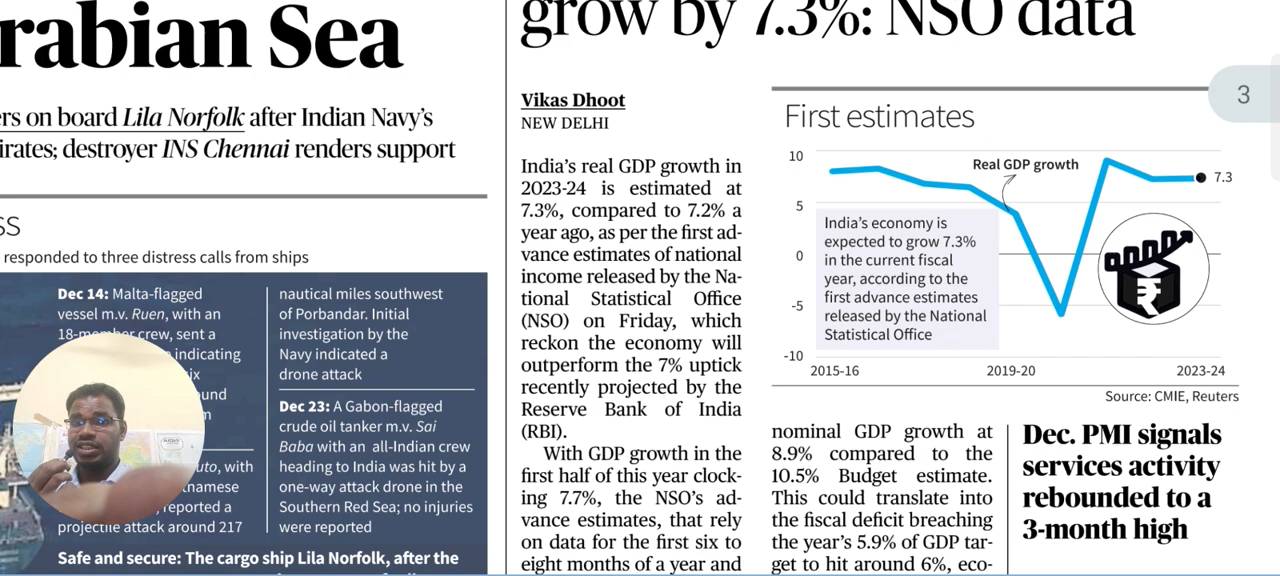 rabian Sea
ers on board Lila Norfolk after Indian Navy’s
irates; destroyer INS Chennai renders support
SS
responded to three distress calls from ships
Dec 14: Malta-flagged
vessel m.v. Ruen, with an
18-member crew, sent a
indicating
six
ound
m
uto, with
tnamese
, reported a
projectile attack around 217
nautical miles southwest
of Porbandar. Initial
investigation by the
Navy indicated a
drone attack
Dec 23: A Gabon-flagged
crude oil tanker m.v. Sai
Baba with an all-Indian crew
heading to India was hit by a
one-way attack drone in the
Southern Red Sea; no injuries
were reported
Safe and secure: The cargo ship Lila Norfolk, after the
grow by 7.3%: NSO data
Vikas Dhoot
NEW DELHI
India’s real GDP growth in
2023-24 is estimated at
7.3%, compared to 7.2% a
year ago, as per the first ad-
vance estimates of national
income released by the Na-
tional Statistical Office
(NSO) on Friday, which
reckon the economy will
outperform the 7% uptick
recently projected by the
Reserve Bank of India
(RBI).
With GDP growth in the
first half of this year clock-
ing 7.7%, the NSO’s ad-
vance estimates, that rely
on data for the first six to
eight months of a year and
3
First estimates
10
5
0
-5
-10
Real GDP growth
7.3
India’s economy is
expected to grow 7.3%
in the current fiscal
year, according to the
first advance estimates
released by the National
Statistical Office
₹
2015-16
2019-20
2023-24
Source: CMIE, Reuters
nominal GDP growth at
8.9% compared to the
10.5% Budget estimate.
This could translate into
the fiscal deficit breaching
the year’s 5.9% of GDP tar-
get to hit around 6%, eco-
Dec. PMI signals
services activity
rebounded to a
3-month high